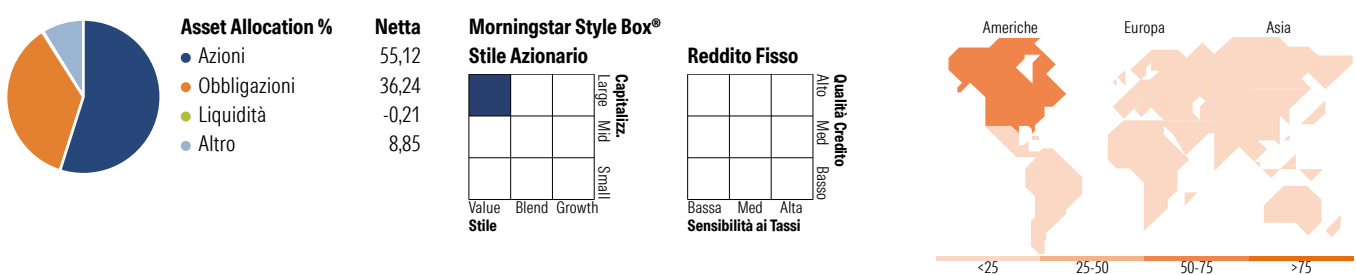 Asset Allocation % Netta
Azioni 55,12
Obbligazioni 36,24
Liquidità -0,21
Altro 8,85
Morningstar Style Box®
Stile Azionario
Large
Mid
Small
Capitalizz.
Value Blend Growth
Stile
Reddito Fisso
Alto
Med
Basso
Qualità Credito
Bassa Med Alta
Sensibilità ai Tassi
Americhe Europa Asia
<25 25-50 50-75 >75